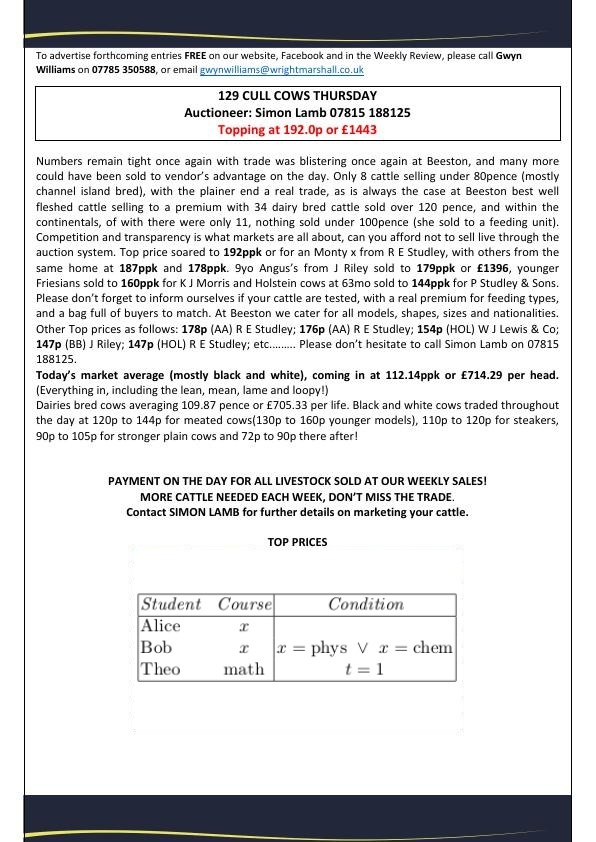 To advertise forthcoming entries FREE on our website, Facebook and in the Weekly Review, please call Gwyn
Williams on 07785 350588, or email gwynwilliams@wrightmarshall.co.uk
129 CULL COWS THURSDAY
Auctioneer: Simon Lamb 07815 188125
Topping at 192.0p or £1443
Numbers remain tight once again with trade was blistering once again at Beeston, and many more
could have been sold to vendor's advantage on the day. Only 8 cattle selling under 80pence (mostly
channel island bred), with the plainer end a real trade, as is always the case at Beeston best well
fleshed cattle selling to a premium with 34 dairy bred cattle sold over 120 pence, and within the
continentals, of with there were only 11, nothing sold under 100pence (she sold to a feeding unit).
Competition and transparency is what markets are all about, can you afford not to sell live through the
auction system. Top price soared to 192ppk or for an Monty x from R E Studley, with others from the
same home at 187ppk and 178ppk. 9yo Angus's from J Riley sold to 179ppk or £1396, younger
Friesians sold to 160ppk for K J Morris and Holstein cows at 63mo sold to 144ppk for P Studley & Sons.
Please don't forget to inform ourselves if your cattle are tested, with a real premium for feeding types,
and a bag full of buyers to match. At Beeston we cater for all models, shapes, sizes and nationalities.
Other Top prices as follows: 178p (AA) R E Studley; 176p (AA) R E Studley; 154p (HOL) W J Lewis & Co;
147p (BB) J Riley; 147p (HOL) R E Studley; etc......... Please don't hesitate to call Simon Lamb on 07815
188125.
Today's market average (mostly black and white), coming in at 112.14ppk or £714.29 per head.
(Everything in, including the lean, mean, lame and loopy!)
Dairies bred cows averaging 109.87 pence or £705.33 per life. Black and white cows traded throughout
the day at 120p to 144p for meated cows(130p to 160p younger models), 110p to 120p for steakers,
90p to 105p for stronger plain cows and 72p to 90p there after!
PAYMENT ON THE DAY FOR ALL LIVESTOCK SOLD AT OUR WEEKLY SALES!
MORE CATTLE NEEDED EACH WEEK, DON'T MISS THE TRADE.
Contact SIMON LAMB for further details on marketing your cattle.
TOP PRICES
Student Course Condition
Alice x
Bob x x = phys ∨ x = chem
Theo math t = 1